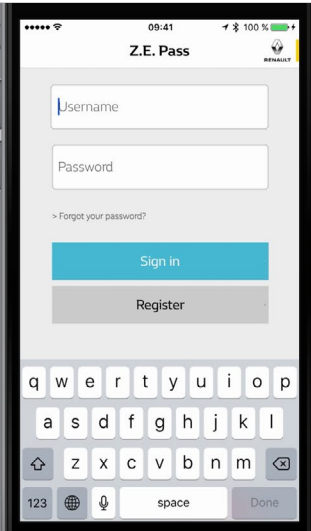 09:41 100 %
Z.E. Pass
RENAULT
Username
Password
> Forgot your password?
Sign in
Register
q w e r t y u i o p
a s d f g h j k l
z x c v b n m
123 space Done